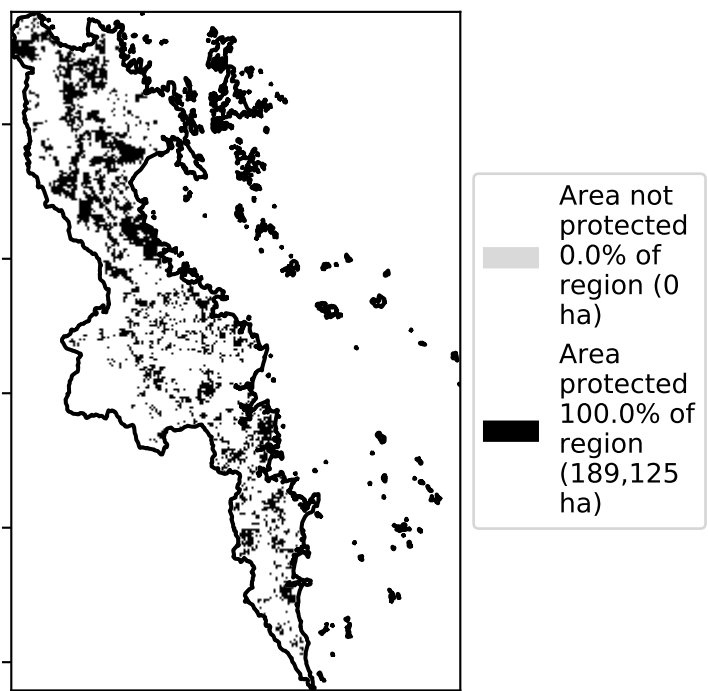 Area not
protected
0.0% of
region (0
ha)
Area
protected
100.0% of
region
(189,125
ha)